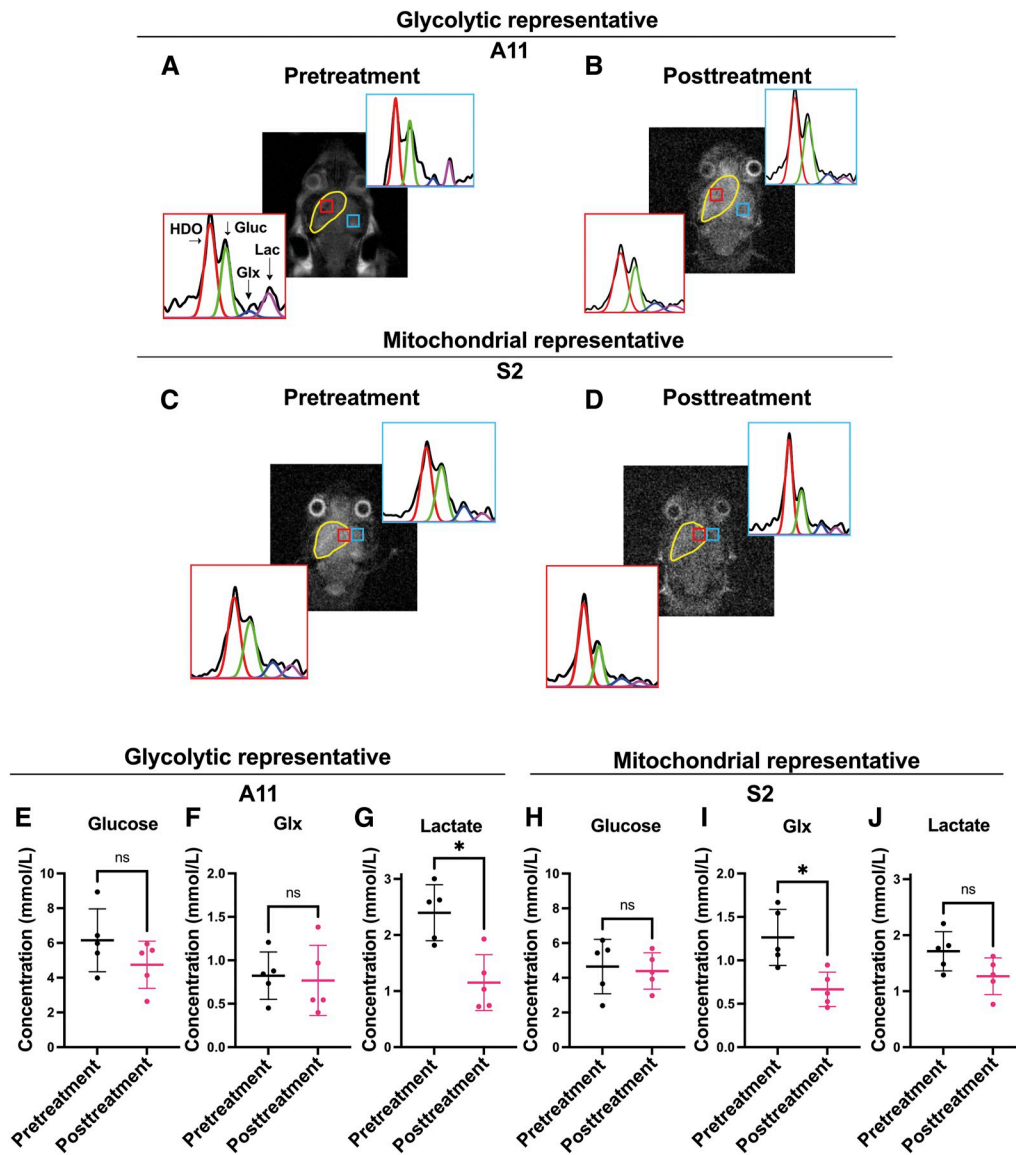 Glycolytic representative
A11
A
Pretreatment
B
Posttreatment
HDO
Gluc
Lac
Glx
Mitochondrial representative
S2
C
Pretreatment
D
Posttreatment
Glycolytic representative
A11
Mitochondrial representative
S2
E
Glucose
ns
Concentration (mmol/L)
10
8
6
4
2
0
Pretreatment
Posttreatment
F
Glx
ns
Concentration (mmol/L)
2.0
1.5
1.0
0.5
0.0
Pretreatment
Posttreatment
G
Lactate
*
Concentration (mmol/L)
3
2
1
0
Pretreatment
Posttreatment
H
Glucose
ns
Concentration (mmol/L)
10
8
6
4
2
0
Pretreatment
Posttreatment
I
Glx
*
Concentration (mmol/L)
2.0
1.5
1.0
0.5
0.0
Pretreatment
Posttreatment
J
Lactate
ns
Concentration (mmol/L)
3
2
1
0
Pretreatment
Posttreatment